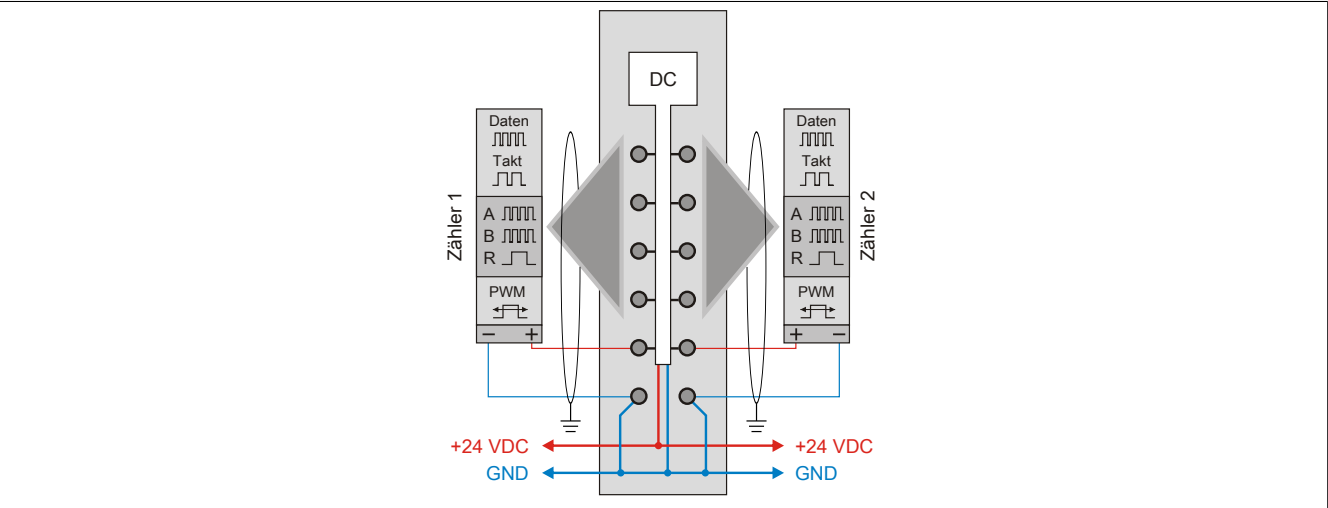 DC
Daten
Takt
A
B
R
PWM
− +
Zähler 1
Daten
Takt
A
B
R
PWM
+ −
Zähler 2
+24 VDC
+24 VDC
GND
GND